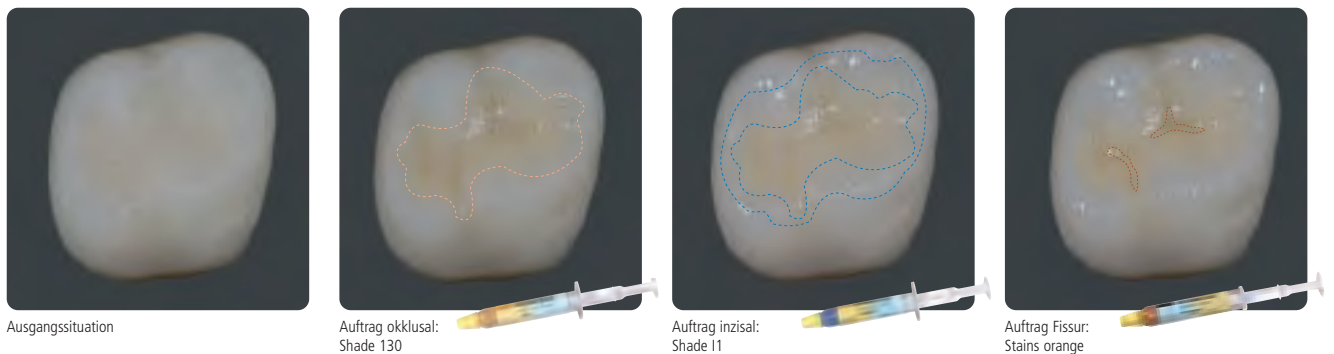 Ausgangssituation
Auftrag okklusal:
Shade 130
Auftrag inzisal:
Shade I1
Auftrag Fissur:
Stains orange